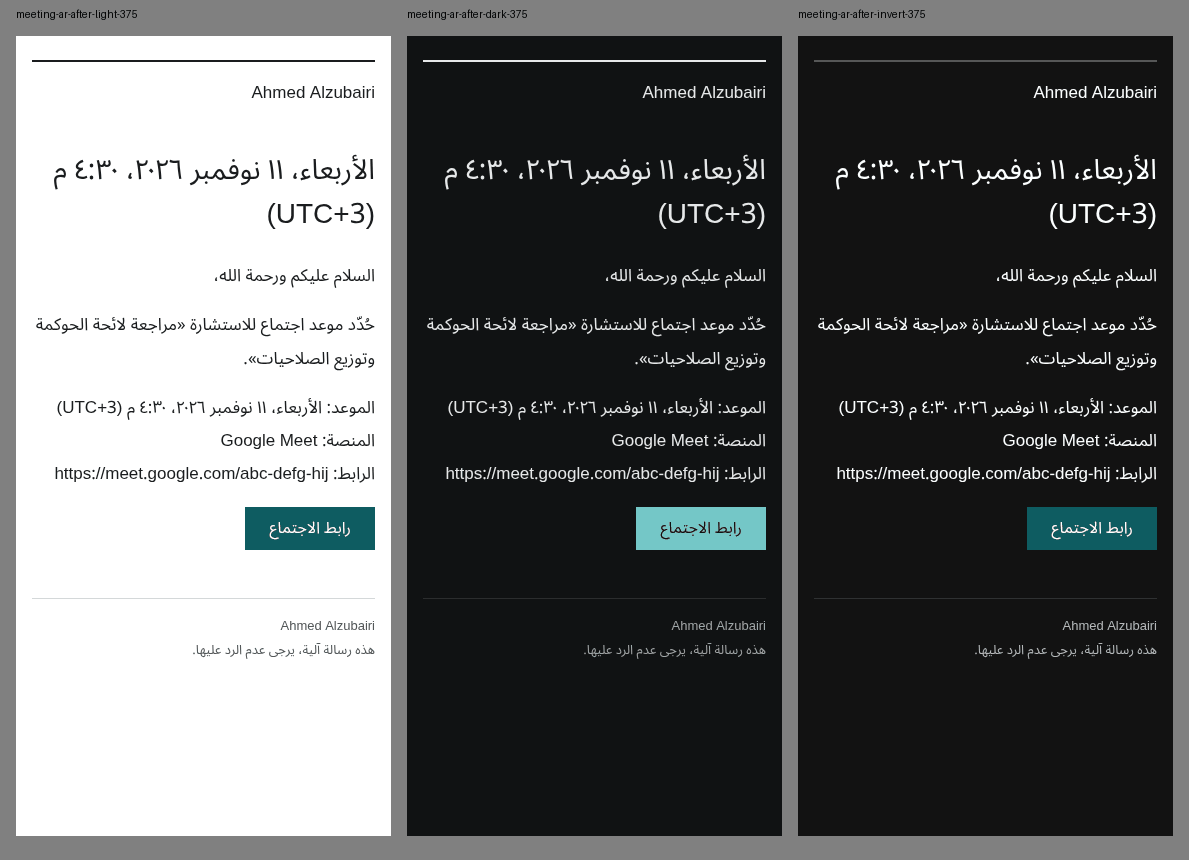 meeting-ar-after-light-375
Ahmed Alzubairi
الأربعاء، ١١ نوفمبر ٢٠٢٦، ٤:٣٠ م
(UTC+3)
السلام عليكم ورحمة الله،
حُدّد موعد اجتماع للاستشارة «مراجعة لائحة الحوكمة
وتوزيع الصلاحيات».
الموعد: الأربعاء، ١١ نوفمبر ٢٠٢٦، ٤:٣٠ م (UTC+3)
المنصة: Google Meet
الرابط: https://meet.google.com/abc-defg-hij
رابط الاجتماع
Ahmed Alzubairi
هذه رسالة آلية، يرجى عدم الرد عليها.
meeting-ar-after-dark-375
Ahmed Alzubairi
الأربعاء، ١١ نوفمبر ٢٠٢٦، ٤:٣٠ م
(UTC+3)
السلام عليكم ورحمة الله،
حُدّد موعد اجتماع للاستشارة «مراجعة لائحة الحوكمة
وتوزيع الصلاحيات».
الموعد: الأربعاء، ١١ نوفمبر ٢٠٢٦، ٤:٣٠ م (UTC+3)
المنصة: Google Meet
الرابط: https://meet.google.com/abc-defg-hij
رابط الاجتماع
Ahmed Alzubairi
هذه رسالة آلية، يرجى عدم الرد عليها.
meeting-ar-after-invert-375
Ahmed Alzubairi
الأربعاء، ١١ نوفمبر ٢٠٢٦، ٤:٣٠ م
(UTC+3)
السلام عليكم ورحمة الله،
حُدّد موعد اجتماع للاستشارة «مراجعة لائحة الحوكمة
وتوزيع الصلاحيات».
الموعد: الأربعاء، ١١ نوفمبر ٢٠٢٦، ٤:٣٠ م (UTC+3)
المنصة: Google Meet
الرابط: https://meet.google.com/abc-defg-hij
رابط الاجتماع
Ahmed Alzubairi
هذه رسالة آلية، يرجى عدم الرد عليها.